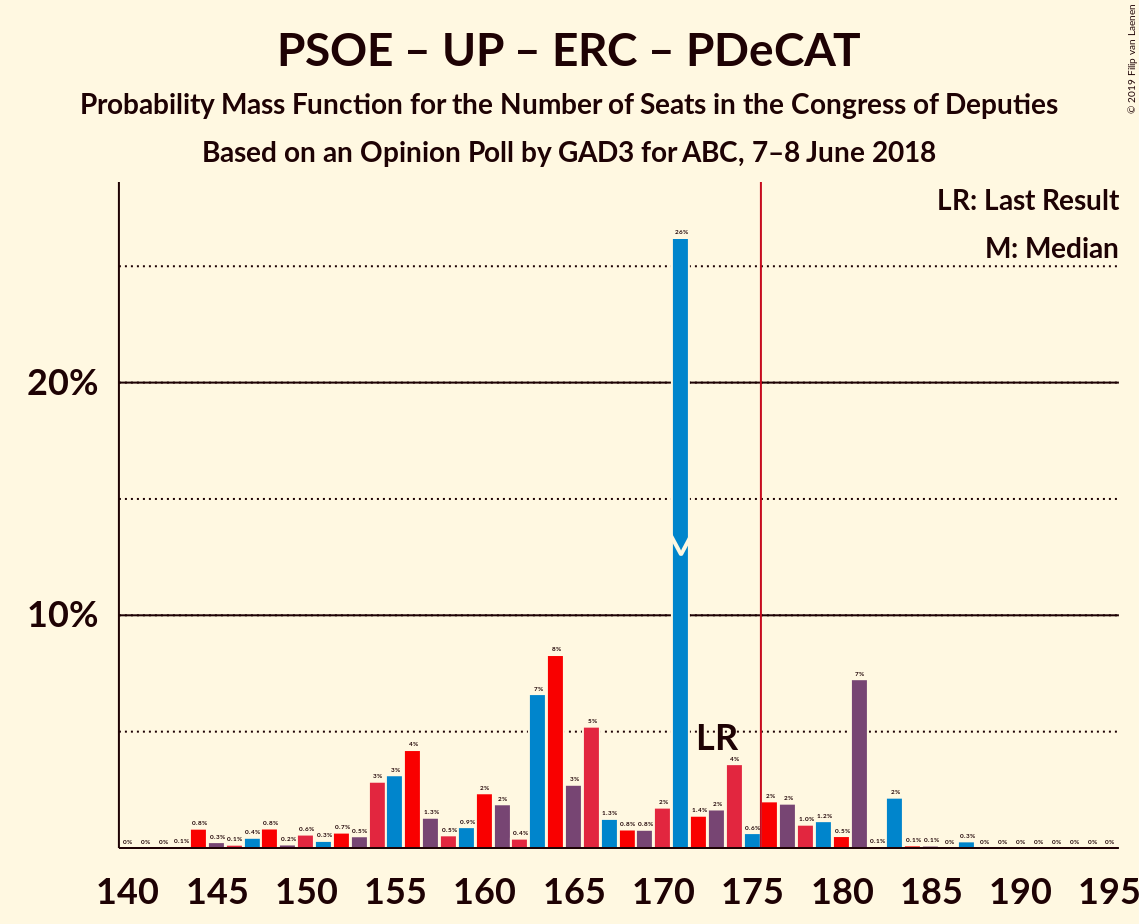 PSOE – UP – ERC – PDeCAT
Probability Mass Function for the Number of Seats in the Congress of Deputies
Based on an Opinion Poll by GAD3 for ABC, 7–8 June 2018
© 2019 Filip van Laenen
LR: Last Result
M: Median
20%
10%
LR
0% 0% 0% 0.1% 0.8% 0.3% 0.1% 0.4% 0.8% 0.2% 0.6% 0.3% 0.7% 0.5% 3% 3% 4% 1.3% 0.5% 0.9% 2% 2% 0.4% 7% 8% 3% 5% 1.3% 0.8% 0.8% 2% 26% 1.4% 2% 4% 0.6% 2% 2% 1.0% 1.2% 0.5% 7% 0.1% 2% 0.1% 0.1% 0% 0.3% 0% 0% 0% 0% 0% 0% 0% 0%
140 145 150 155 160 165 170 175 180 185 190 195